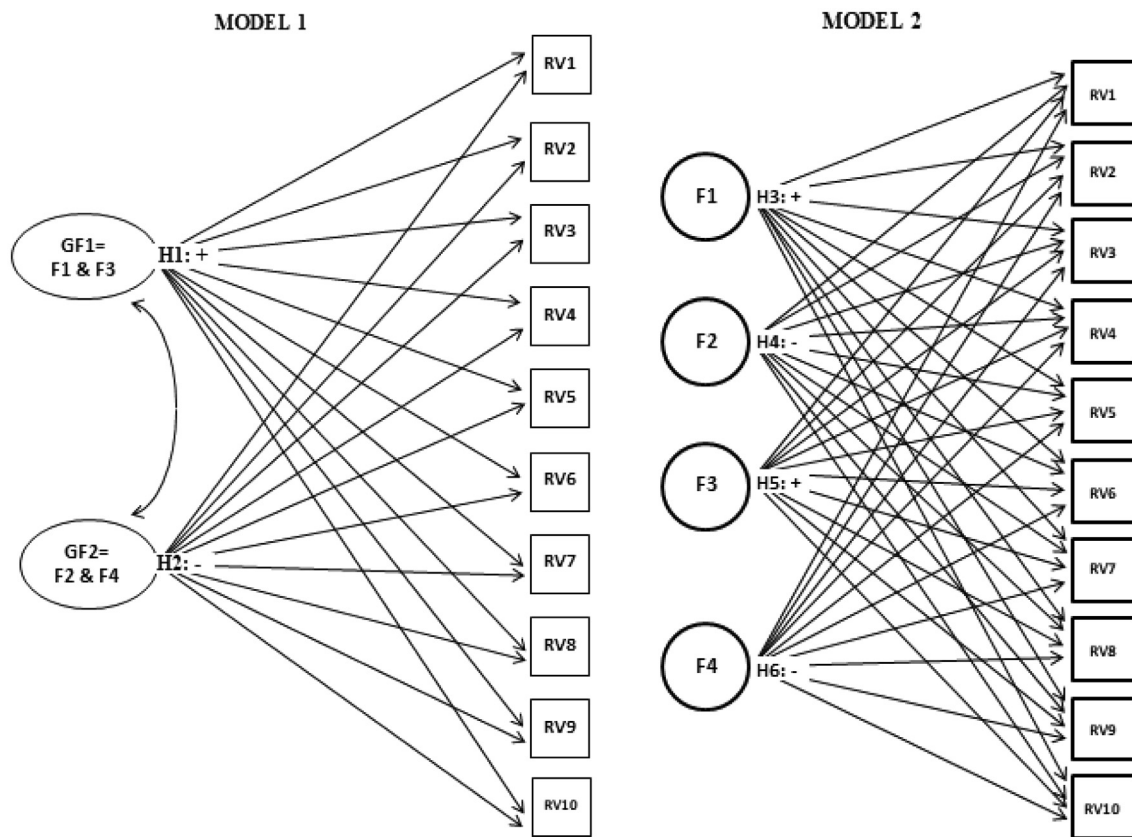 MODEL 1
GF1=
F1 & F3
H1: +
GF2=
F2 & F4
H2: -
RV1
RV2
RV3
RV4
RV5
RV6
RV7
RV8
RV9
RV10
MODEL 2
F1
H3: +
F2
H4: -
F3
H5: +
F4
H6: -
RV1
RV2
RV3
RV4
RV5
RV6
RV7
RV8
RV9
RV10